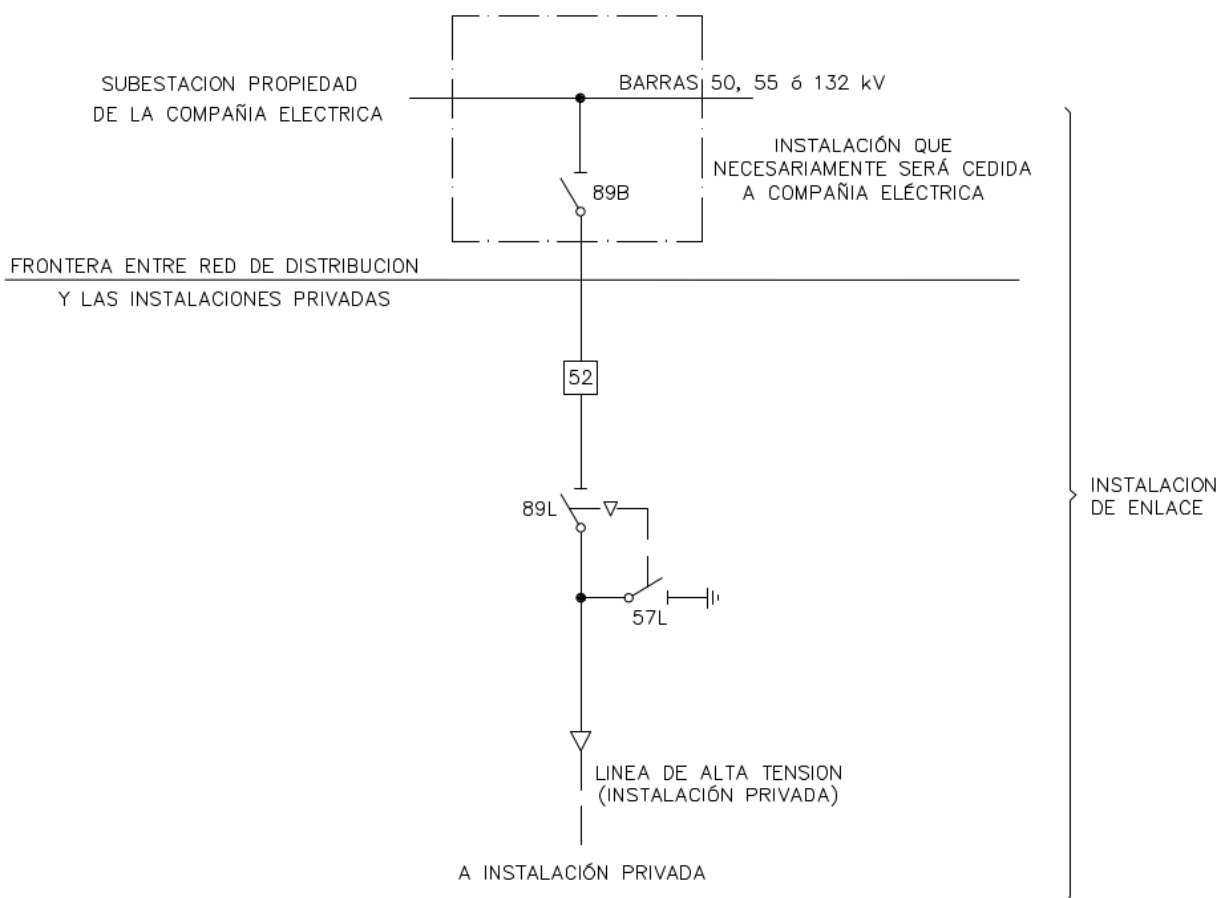 SUBESTACION PROPIEDAD
DE LA COMPAÑIA ELECTRICA
BARRAS 50, 55 ó 132 kV
INSTALACIÓN QUE
NECESARIAMENTE SERÁ CEDIDA
A COMPAÑIA ELÉCTRICA
89B
FRONTERA ENTRE RED DE DISTRIBUCION
Y LAS INSTALACIONES PRIVADAS
52
89L
57L
INSTALACION
DE ENLACE
LINEA DE ALTA TENSION
(INSTALACIÓN PRIVADA)
A INSTALACIÓN PRIVADA